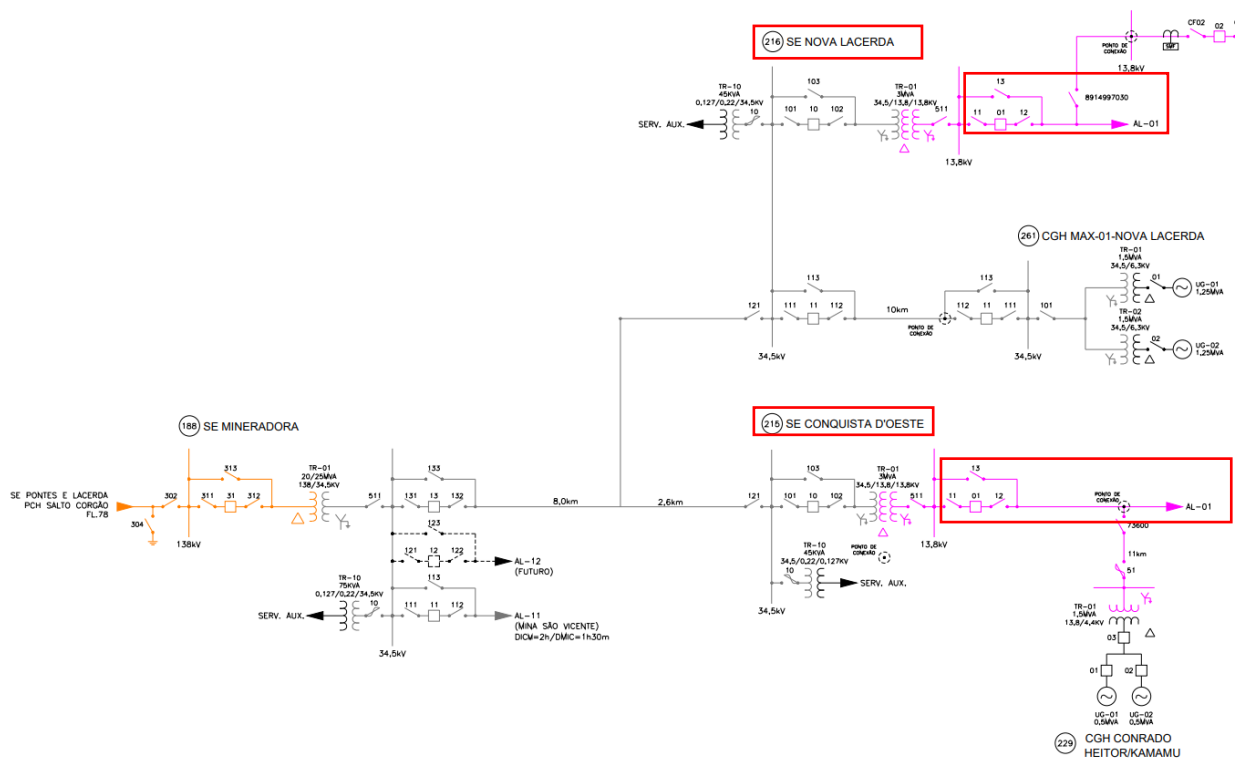 216 SE NOVA LACERDA
CF02
02
PONTO DE
CONEXÃO
SMF
13,8kV
TR-10
45KVA
0,127/0,22/34,5KV
10
SERV. AUX.
103
101
10
102
TR-01
3MVA
34,5/13,8/13,8KV
511
13
11
01
12
8914997030
AL-01
13,8kV
261 CGH MAX-01-NOVA LACERDA
TR-01
1,5MVA
34,5/6,3KV
01
UG-01
1,25MVA
121
113
111
11
112
10km
PONTO DE
CONEXÃO
113
112
11
111
101
TR-02
1,5MVA
34,5/6,3KV
02
UG-02
1,25MVA
34,5kV
34,5kV
188 SE MINERADORA
215 SE CONQUISTA D'OESTE
SE PONTES E LACERDA
PCH SALTO CORGÃO
FL.78
302
304
313
311
31
312
138kV
TR-01
20/25MVA
138/34,5KV
511
133
131
13
132
8,0km
2,6km
123
121
12
122
AL-12
(FUTURO)
TR-10
75KVA
0,127/0,22/34,5KV
10
SERV. AUX.
113
111
11
112
AL-11
(MINA SÃO VICENTE)
DICM=2h/DMIC=1h30m
34,5kV
121
103
101
10
102
TR-01
3MVA
34,5/13,8/13,8KV
511
13
11
01
12
PONTO DE
CONEXÃO
AL-01
13,8kV
TR-10
45KVA
34,5/0,22/0,127KV
10
PONTO DE
CONEXÃO
SERV. AUX.
34,5kV
73600
11km
51
TR-01
1,5MVA
13,8/4,4KV
03
01
02
UG-01
0,5MVA
UG-02
0,5MVA
229 CGH CONRADO
HEITOR/KAMAMU